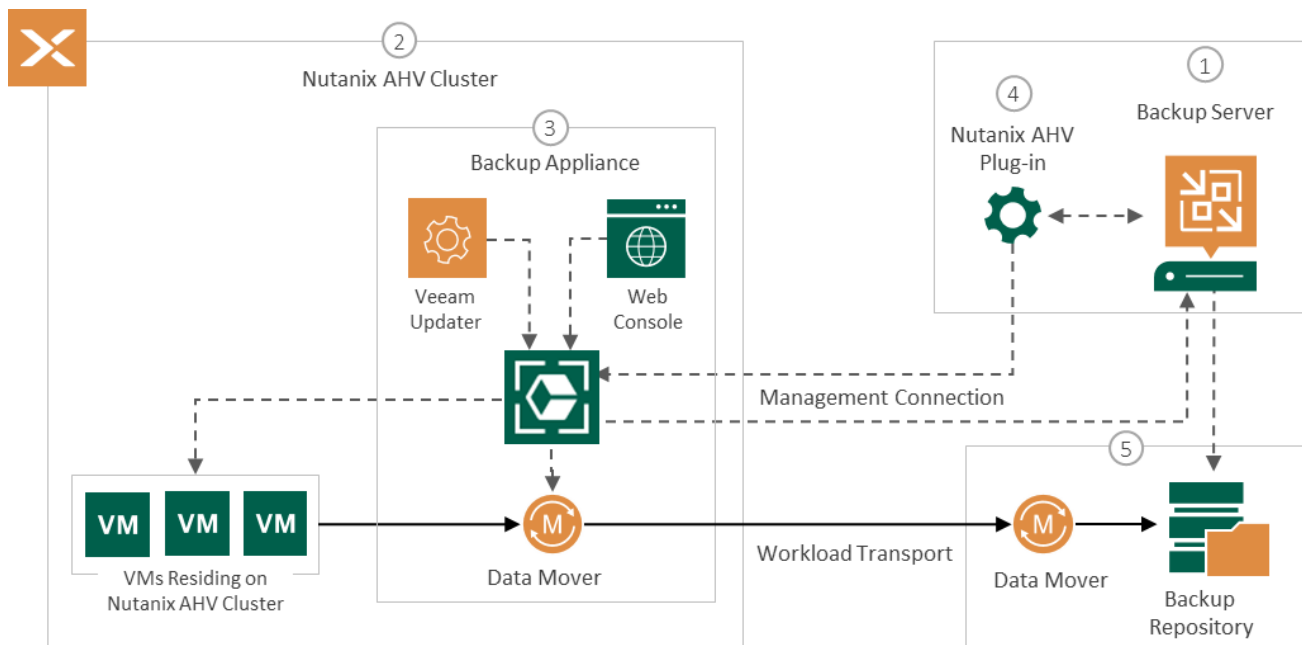 2
Nutanix AHV Cluster
3
Backup Appliance
Veeam
Updater
Web
Console
VM
VM
VM
VMs Residing on
Nutanix AHV Cluster
M
Data Mover
1
Backup Server
4
Nutanix AHV
Plug-in
Management Connection
Workload Transport
5
M
Data Mover
Backup
Repository